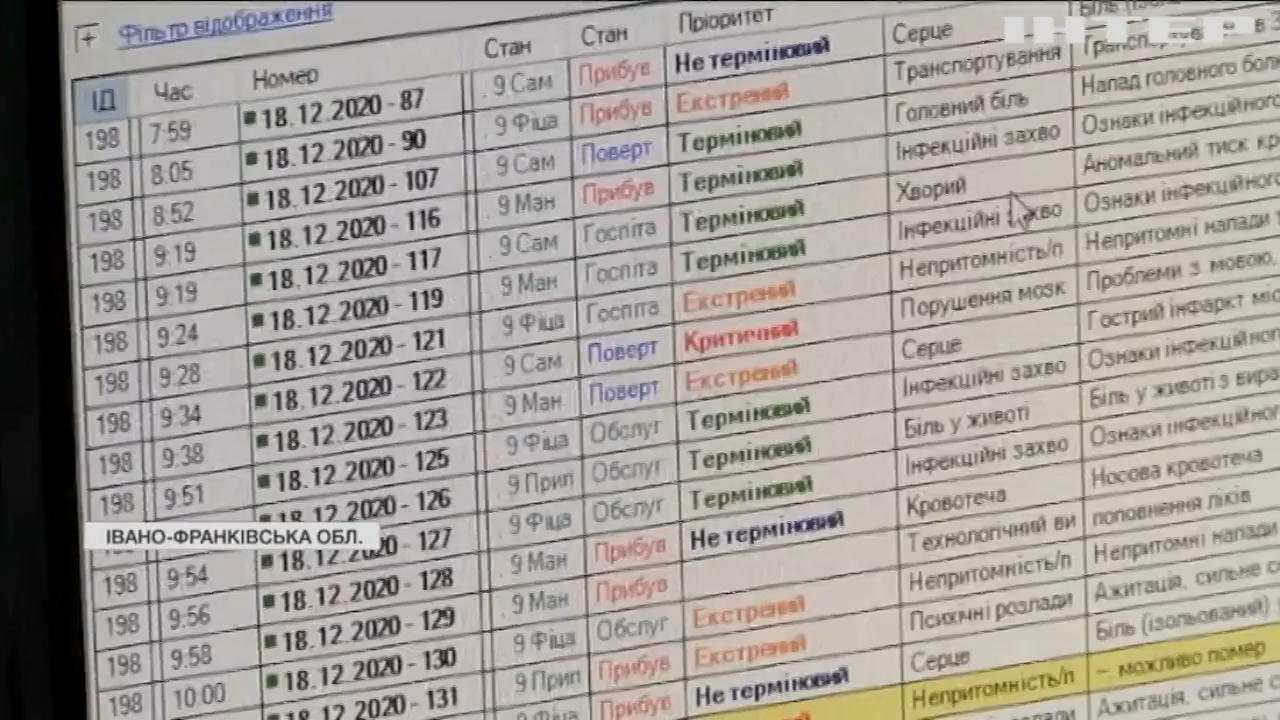 ІНТЕР
Фільтр відображення
ІД Час Номер Стан Стан Пріоритет
198 7:59 18.12.2020 - 87 9 Сам Прибув Не терміновий Серце Біль
198 8:05 18.12.2020 - 90 9 Фіца Прибув Екстрений Транспортування
198 8:52 18.12.2020 - 107 9 Сам Поверт Терміновий Головний біль Напад головного болю
198 9:19 18.12.2020 - 116 9 Ман Прибув Терміновий Інфекційні захво Ознаки інфекційного
198 9:19 18.12.2020 - 117 9 Сам Госпіта Терміновий Хворий Аномальний тиск кр
198 9:24 18.12.2020 - 119 9 Ман Госпіта Терміновий Інфекційні захво Ознаки інфекційного
198 9:28 18.12.2020 - 121 9 Фіца Госпіта Екстрений Непритомність/п Непритомні напади
198 9:34 18.12.2020 - 122 9 Сам Поверт Критичний Порушення мозк Проблеми з мовою,
198 9:38 18.12.2020 - 123 9 Ман Поверт Екстрений Серце Гострий інфаркт міо
198 9:51 18.12.2020 - 125 9 Фіца Обслуг Терміновий Інфекційні захво Ознаки інфекційног
18.12.2020 - 126 9 Прип Обслуг Терміновий Біль у животі Біль у животі з вира
198 9:54 18.12.2020 - 127 9 Фіца Обслуг Терміновий Інфекційні захво Ознаки інфекційног
198 9:56 18.12.2020 - 128 9 Ман Прибув Не терміновий Кровотеча Носова кровотеча
198 9:58 18.12.2020 - 129 9 Ман Прибув Технологічний ви поповнення ліків
198 10:00 18.12.2020 - 130 9 Фіца Обслуг Екстрений Непритомність/п Непритомні напади
18.12.2020 - 131 9 Прип Прибув Екстрений Психічні розлади Ажитація, сильне с
9 Фіца Прибув Не терміновий Серце Біль (ізольований)
Непритомність/п – можливо помер
розлади Ажитація, сильне с
ІВАНО-ФРАНКІВСЬКА ОБЛ.